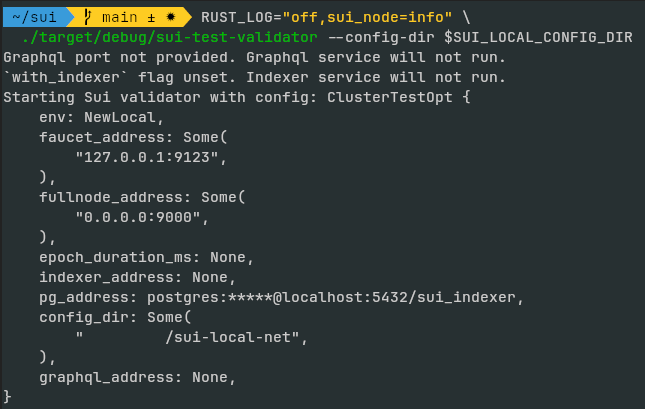 ~/sui main ± ✹ RUST_LOG="off,sui_node=info" \
./target/debug/sui-test-validator --config-dir $SUI_LOCAL_CONFIG_DIR
Graphql port not provided. Graphql service will not run.
`with_indexer` flag unset. Indexer service will not run.
Starting Sui validator with config: ClusterTestOpt {
    env: NewLocal,
    faucet_address: Some(
        "127.0.0.1:9123",
    ),
    fullnode_address: Some(
        "0.0.0.0:9000",
    ),
    epoch_duration_ms: None,
    indexer_address: None,
    pg_address: postgres:*****@localhost:5432/sui_indexer,
    config_dir: Some(
        "         /sui-local-net",
    ),
    graphql_address: None,
}